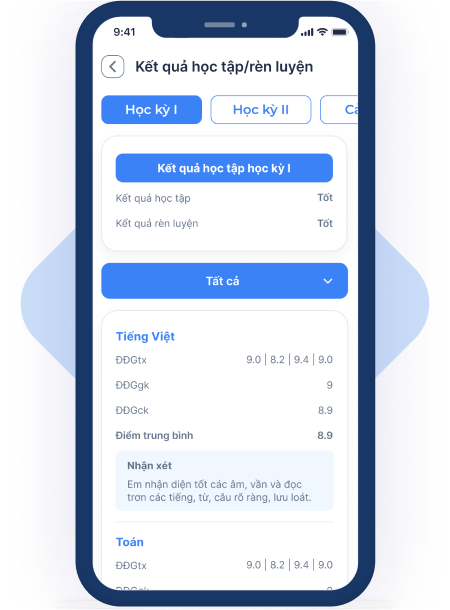 9:41
Kết quả học tập/rèn luyện
Học kỳ I
Học kỳ II
Kết quả học tập học kỳ I
Kết quả học tập Tốt
Kết quả rèn luyện Tốt
Tất cả
Tiếng Việt
ĐĐGtx 9.0 | 8.2 | 9.4 | 9.0
ĐĐGgk 9
ĐĐGck 8.9
Điểm trung bình 8.9
Nhận xét
Em nhận diện tốt các âm, vần và đọc
trơn các tiếng, từ, câu rõ ràng, lưu loát.
Toán
ĐĐGtx 9.0 | 8.2 | 9.4 | 9.0